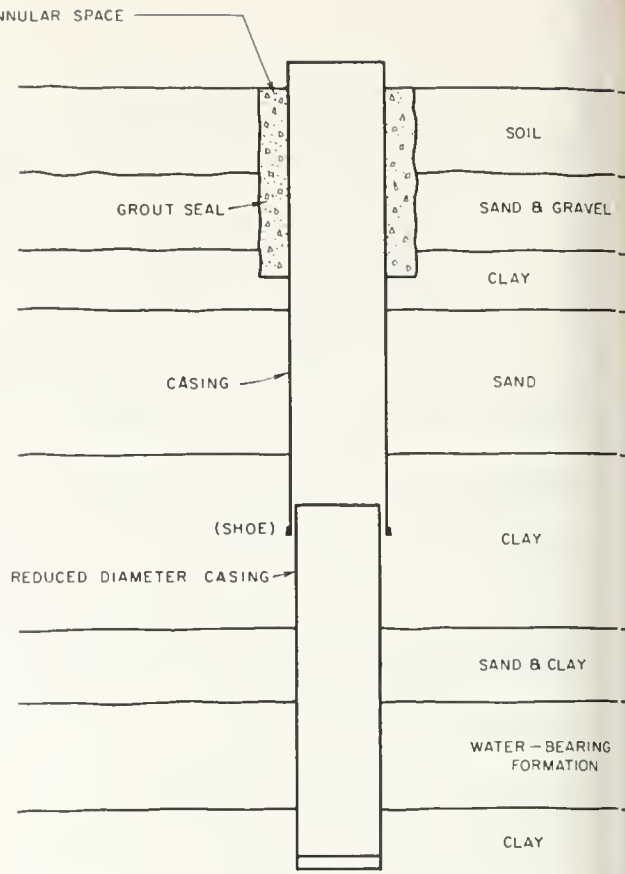 NNULAR SPACE
SOIL
GROUT SEAL
SAND & GRAVEL
CLAY
CASING
SAND
(SHOE)
CLAY
REDUCED DIAMETER CASING
SAND & CLAY
WATER-BEARING
FORMATION
CLAY